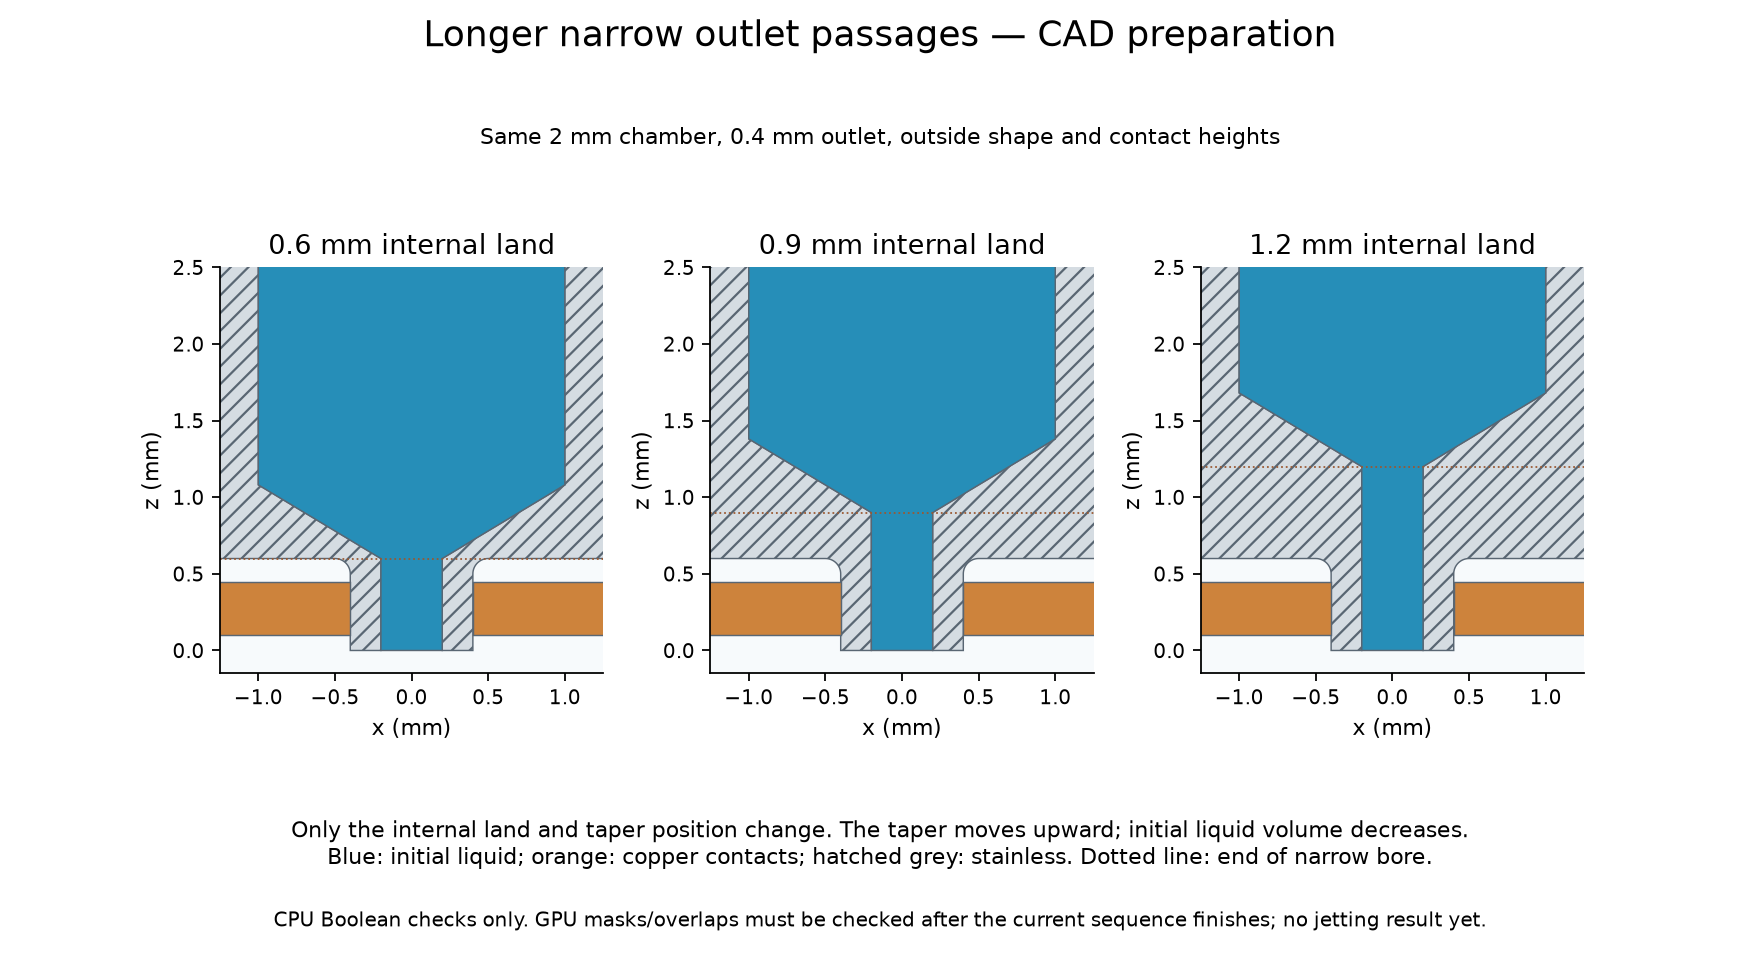 Longer narrow outlet passages — CAD preparation
Same 2 mm chamber, 0.4 mm outlet, outside shape and contact heights
0.6 mm internal land
0.9 mm internal land
1.2 mm internal land
2.5
2.0
1.5
1.0
0.5
0.0
z (mm)
−1.0 −0.5 0.0 0.5 1.0
x (mm)
2.5
2.0
1.5
1.0
0.5
0.0
z (mm)
−1.0 −0.5 0.0 0.5 1.0
x (mm)
2.5
2.0
1.5
1.0
0.5
0.0
z (mm)
−1.0 −0.5 0.0 0.5 1.0
x (mm)
Only the internal land and taper position change. The taper moves upward; initial liquid volume decreases.
Blue: initial liquid; orange: copper contacts; hatched grey: stainless. Dotted line: end of narrow bore.
CPU Boolean checks only. GPU masks/overlaps must be checked after the current sequence finishes; no jetting result yet.